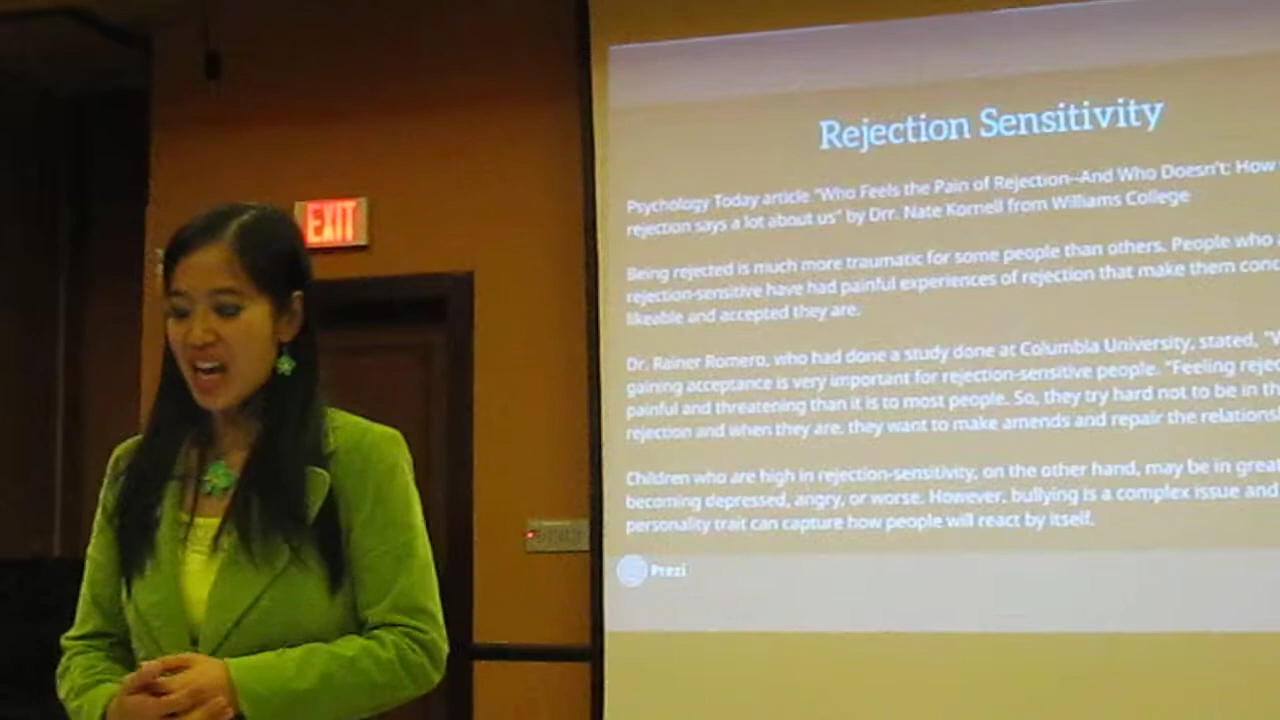 EXIT
Rejection Sensitivity
Psychology Today article "Who Feels the Pain of Rejection--And Who Doesn't: How
rejection says a lot about us" by Drr. Nate Kornell from Williams College
Being rejected is much more traumatic for some people than others. People who
rejection-sensitive have had painful experiences of rejection that make them conc
likeable and accepted they are.
Dr. Rainer Romero, who had done a study done at Columbia University, stated, "W
gaining acceptance is very important for rejection-sensitive people. "Feeling rejec
painful and threatening than it is to most people. So, they try hard not to be in th
rejection and when they are, they want to make amends and repair the relations
Children who are high in rejection-sensitivity, on the other hand, may be in grea
becoming depressed, angry, or worse. However, bullying is a complex issue and
personality trait can capture how people will react by itself.
Prezi